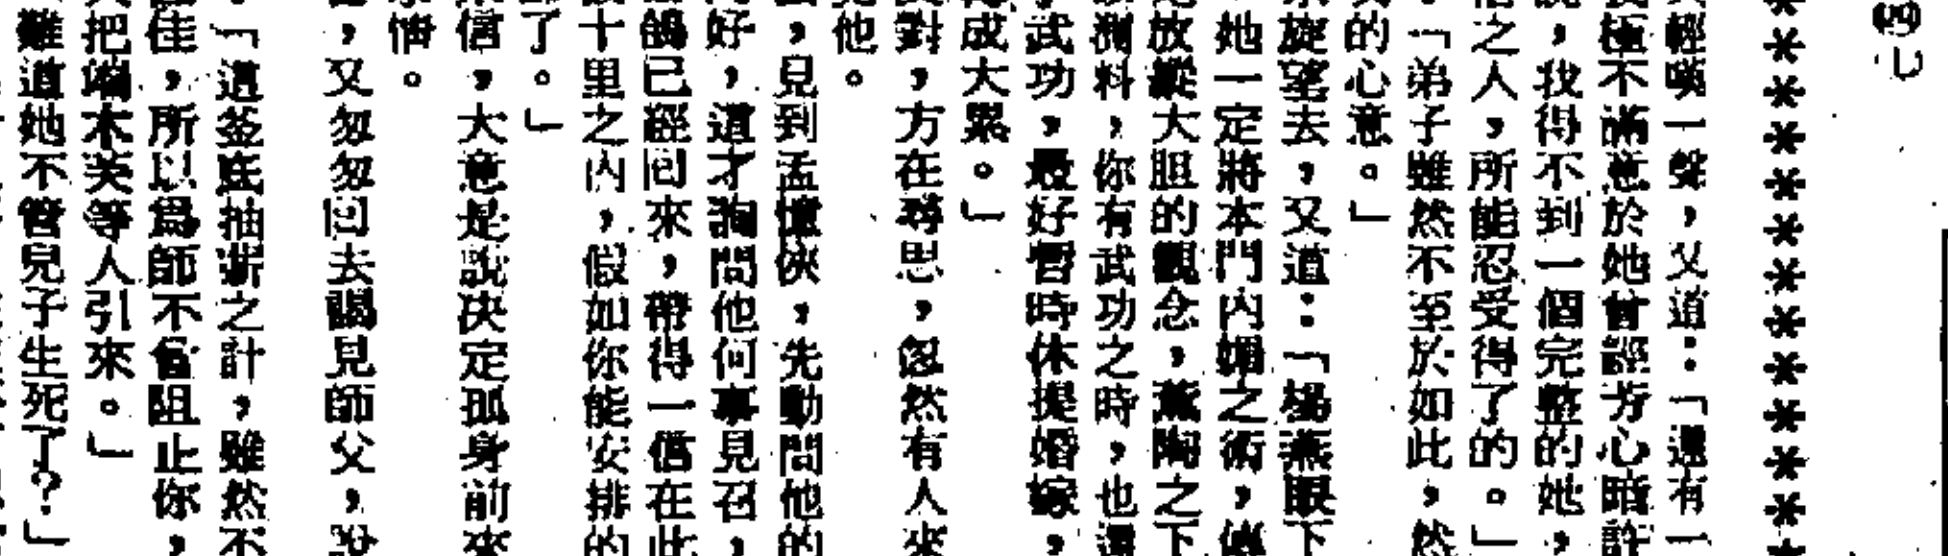 ㈣」
＊＊＊＊＊＊＊＊＊＊＊＊
輕嘆一聲，又道：「還有一
極不滿意於她曾經芳心暗許
，我得不到一個完整的她，
之人，所能忍受得了的。」
「弟子雖然不至於如此，然
的心意。」
旋望去，又道：「楊燕眼下
她一定將本門內媚之術，
放縱大胆的觀念，薰陶之下
測料，你有武功之時，也還
武功，最好暫時休提婚嫁，
成大累。」
對，方在尋思，忽然有人來
他。
，見到孟懷俠，先動問他的
好，這才詢問他何事見召，
鴿已經回來，帶得一信在此
十里之內，假如你能安排的
了。」
信，大意是說决定孤身前來
情。
，又匆匆回去謁見師父，說
「這釜底抽薪之計，雖然不
佳，所以為師不當阻止你，
把端木芙等人引來。」
難道她不管兒子生死了？」